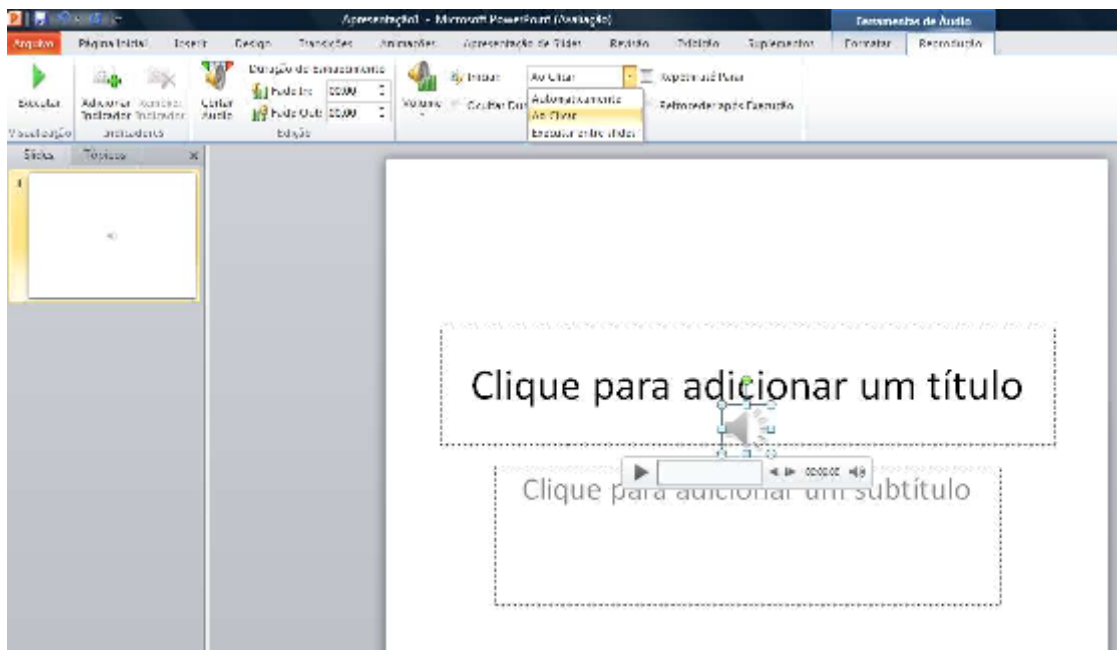 Apresentação1 - Microsoft PowerPoint (Avaliação)
Ferramentas de Áudio
Arquivo Página Inicial Inserir Design Transições Animações Apresentação de Slides Revisão Exibição Suplementos Formatar Reprodução
Executar
Adicionar Indicador
Remover Indicador
Cortar Áudio
Duração do Esmaecimento
Fade In: 00,00
Fade Out: 00,00
Volume
Iniciar: Ao Clicar
Ocultar Dur
Automaticamente
Ao Clicar
Executar entre slides
Repetir até Parar
Retroceder após Execução
Visualização Indicadores Edição
Slides Tópicos
1
Clique para adicionar um título
Clique para adicionar um subtítulo